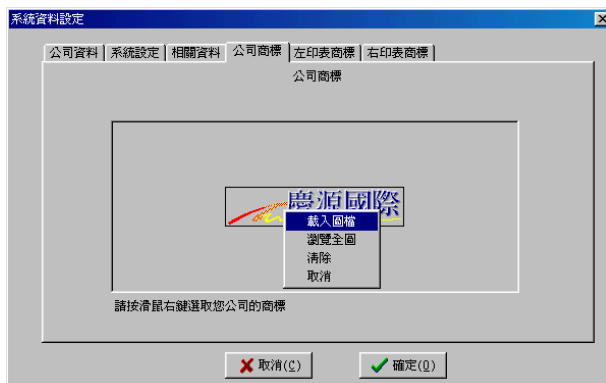 系統資料設定
公司資料 系統設定 相關資料 公司商標 左印表商標 右印表商標
公司商標
慶源國際
載入圖檔
瀏覽全圖
清除
取消
請按滑鼠右鍵選取您公司的商標
取消(C) 確定(O)